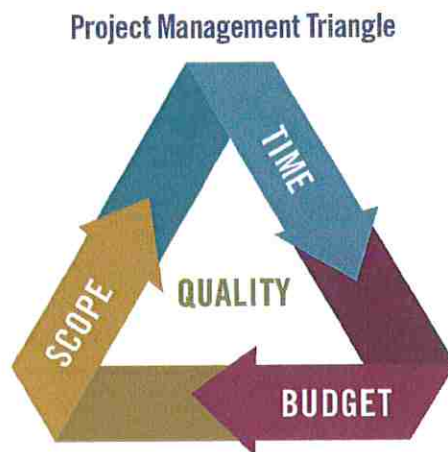 Project Management Triangle
TIME
SCOPE
QUALITY
BUDGET